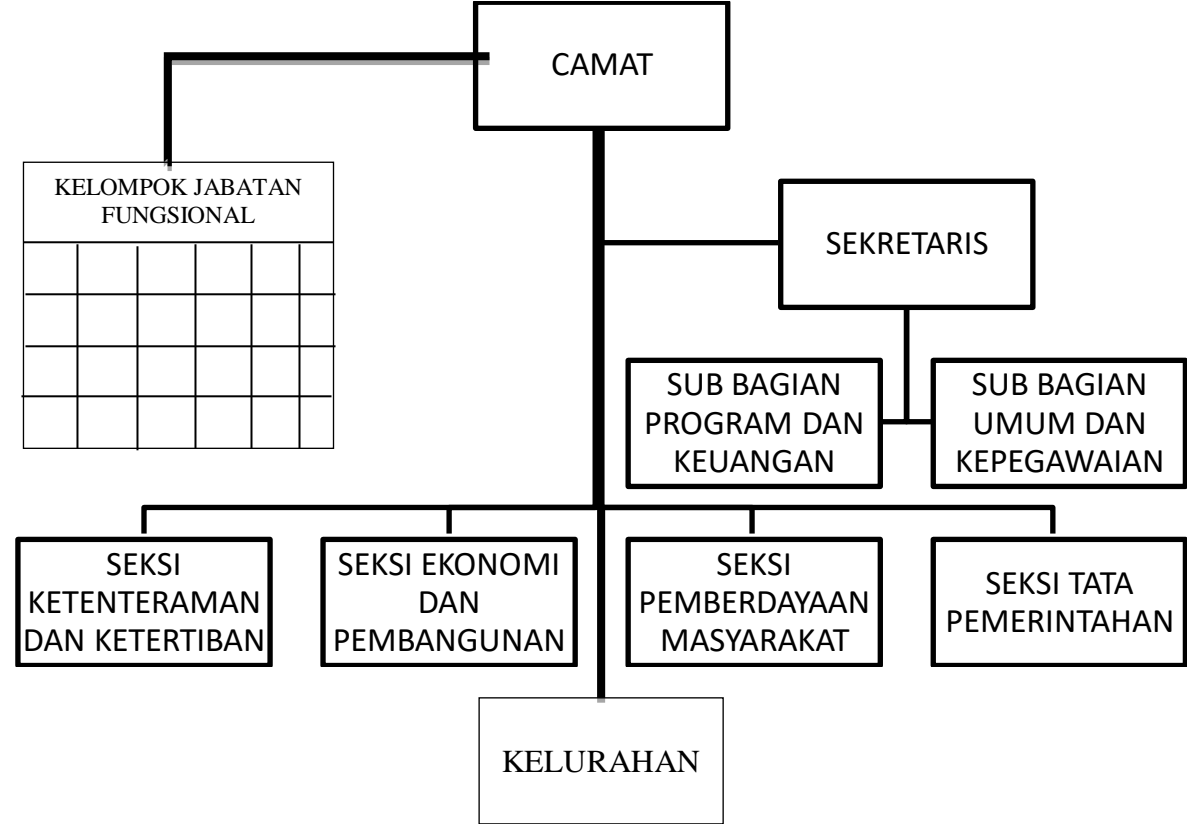 CAMAT
KELOMPOK JABATAN
FUNGSIONAL
SEKRETARIS
SUB BAGIAN
PROGRAM DAN
KEUANGAN
SUB BAGIAN
UMUM DAN
KEPEGAWAIAN
SEKSI
KETENTERAMAN
DAN KETERTIBAN
SEKSI EKONOMI
DAN
PEMBANGUNAN
SEKSI
PEMBERDAYAAN
MASYARAKAT
SEKSI TATA
PEMERINTAHAN
KELURAHAN